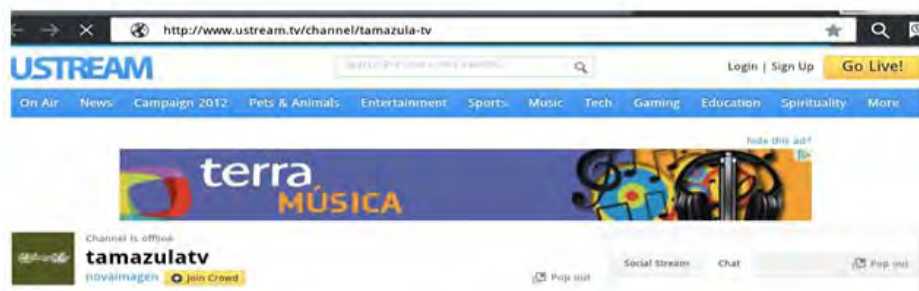 http://www.ustream.tv/channel/tamazula-tv
USTREAM
Login | Sign Up Go Live!
On Air News Campaign 2012 Pets & Animals Entertainment Sports Music Tech Gaming Education Spirituality More
hide this ad?
terra
MÚSICA
Channel is offline
tamazulatv
novaimagen Join Crowd
Pop out
Social Stream Chat
Pop out